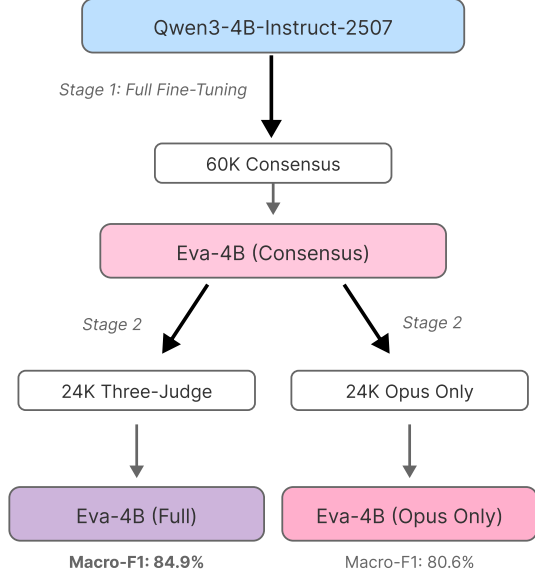 Qwen3-4B-Instruct-2507
Stage 1: Full Fine-Tuning
60K Consensus
Eva-4B (Consensus)
Stage 2
Stage 2
24K Three-Judge
24K Opus Only
Eva-4B (Full)
Eva-4B (Opus Only)
Macro-F1: 84.9%
Macro-F1: 80.6%